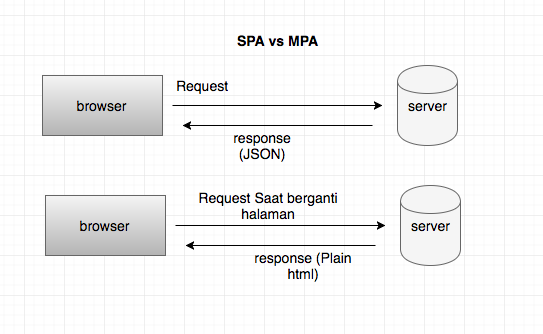 SPA vs MPA
Request
browser
server
response
(JSON)
Request Saat berganti
halaman
browser
server
response (Plain
html)